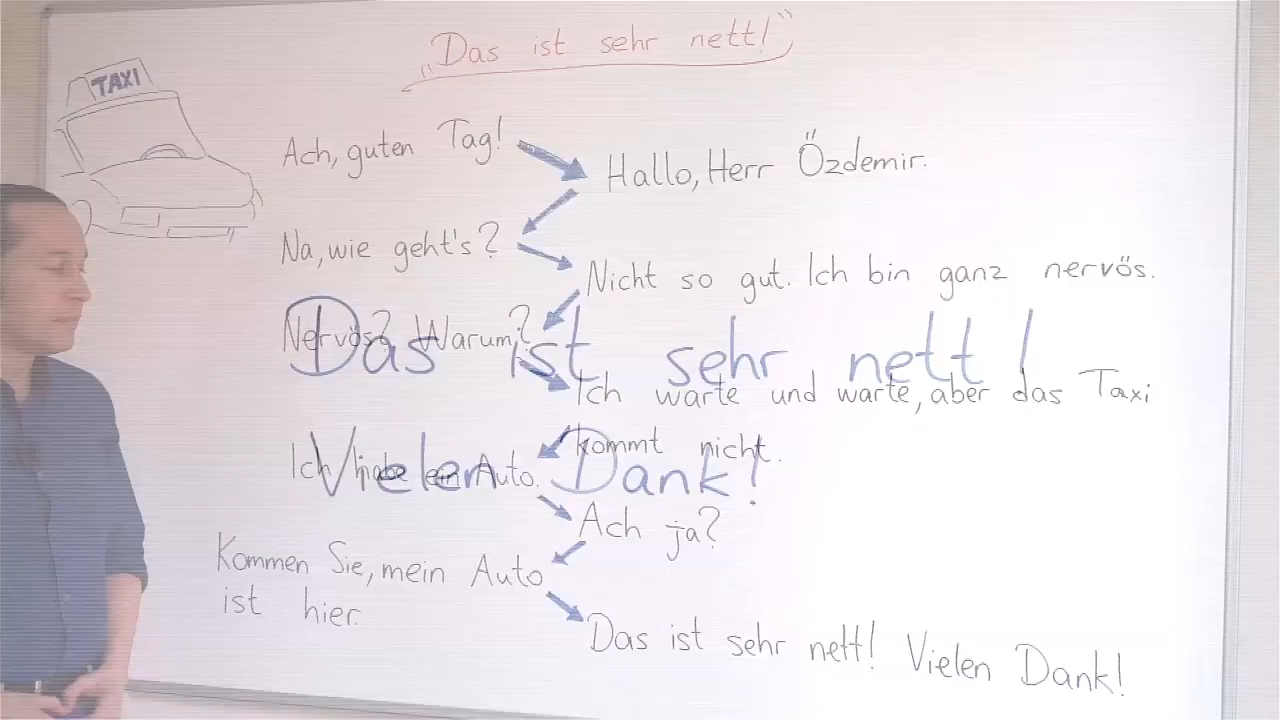 „Das ist sehr nett!“
TAXI
Ach, guten Tag!
Hallo, Herr Özdemir.
Na, wie geht's?
Nicht so gut. Ich bin ganz nervös.
Nervös? Warum?
Das ist sehr nett!
Ich warte und warte, aber das Taxi
kommt nicht.
Ich habe ein Auto.
Vielen Dank!
Ach ja?
Kommen Sie, mein Auto
ist hier.
Das ist sehr nett! Vielen Dank!